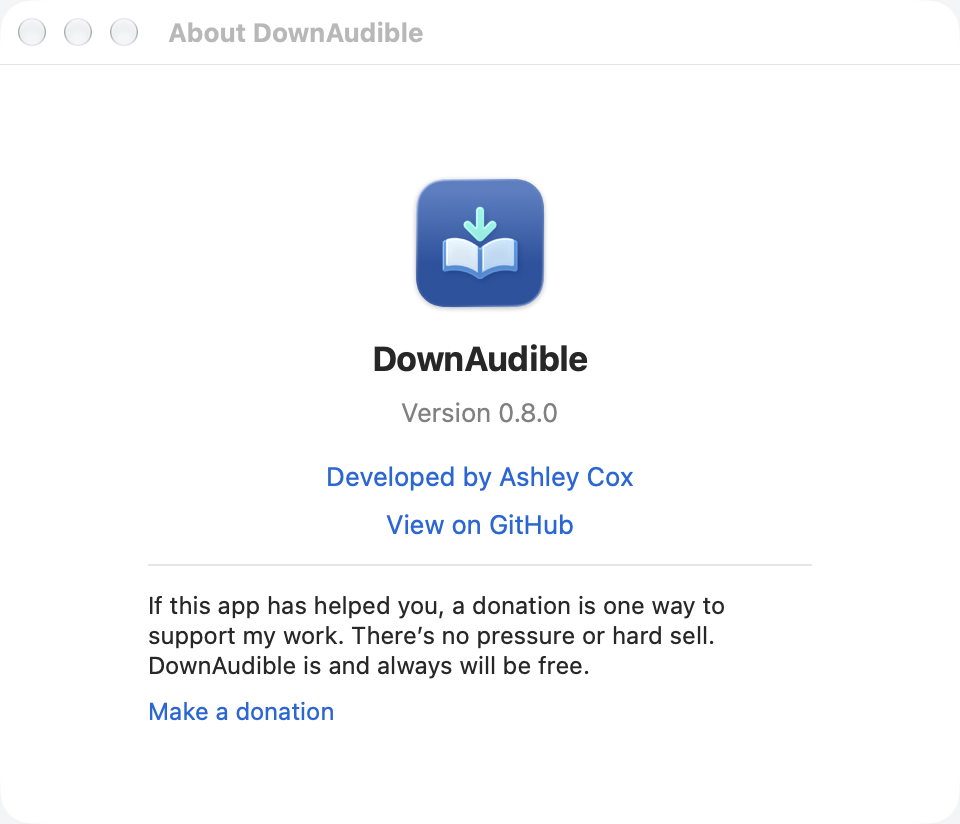 About DownAudible
DownAudible
Version 0.8.0
Developed by Ashley Cox
View on GitHub
If this app has helped you, a donation is one way to
support my work. There’s no pressure or hard sell.
DownAudible is and always will be free.
Make a donation